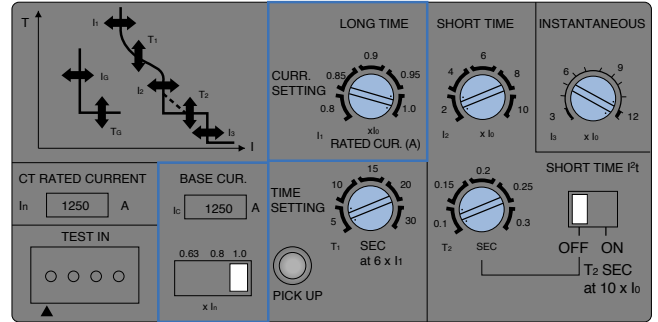 T
I₁
T₁
I_G
I₂
T₂
T_G
I₃
I
LONG TIME
CURR.
SETTING
0.8
0.85
0.9
0.95
1.0
I₁
xI₀
RATED CUR. (A)
SHORT TIME
2
4
6
8
10
I₂
x I₀
INSTANTANEOUS
3
6
9
12
I₃
x I₀
CT RATED CURRENT
In 1250 A
BASE CUR.
Ic 1250 A
0.63 0.8 1.0
x In
TEST IN
TIME
SETTING
5
10
15
20
30
T₁
SEC
at 6 x I₁
PICK UP
0.1
0.15
0.2
0.25
0.3
T₂
SEC
SHORT TIME I²t
OFF ON
T₂ SEC
at 10 x I₀